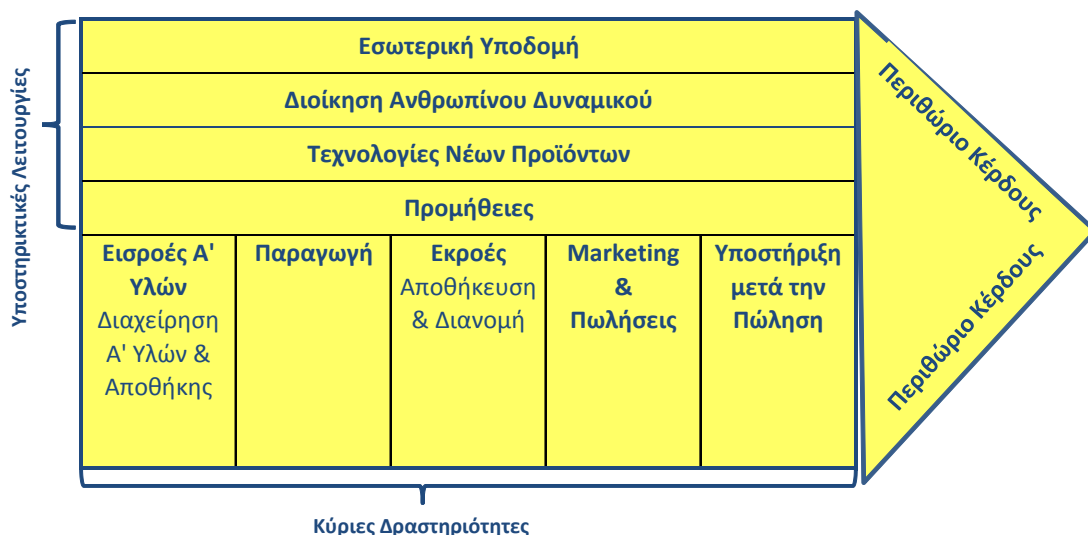 Υποστηρικτικές Λειτουργίες
Εσωτερική Υποδομή
Διοίκηση Ανθρωπίνου Δυναμικού
Τεχνολογίες Νέων Προϊόντων
Προμήθειες
Εισροές Α'
Υλών
Διαχείρηση
Α' Υλών &
Αποθήκης
Παραγωγή
Εκροές
Αποθήκευση
& Διανομή
Marketing
&
Πωλήσεις
Υποστήριξη
μετά την
Πώληση
Περιθώριο Κέρδους
Περιθώριο Κέρδους
Κύριες Δραστηριότητες